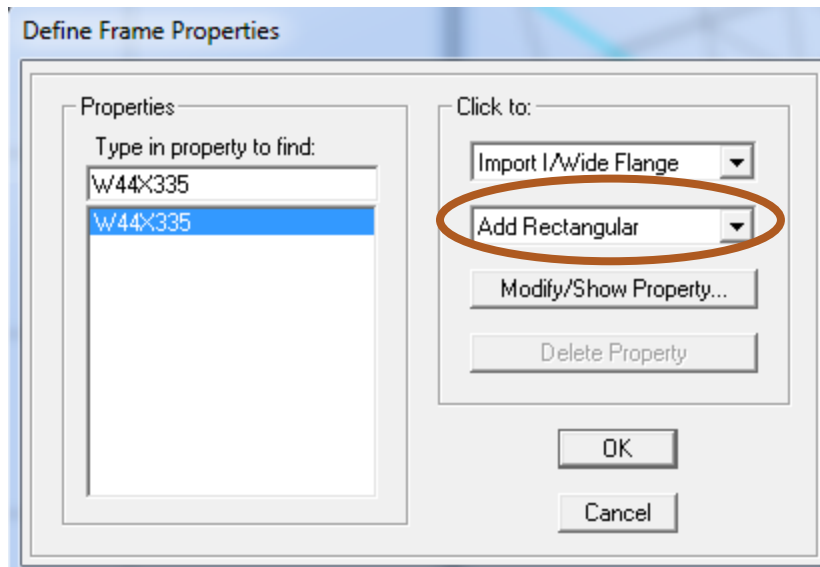 Define Frame Properties
Properties
Type in property to find:
W44X335
W44X335
Click to:
Import I/Wide Flange
Add Rectangular
Modify/Show Property...
Delete Property
OK
Cancel